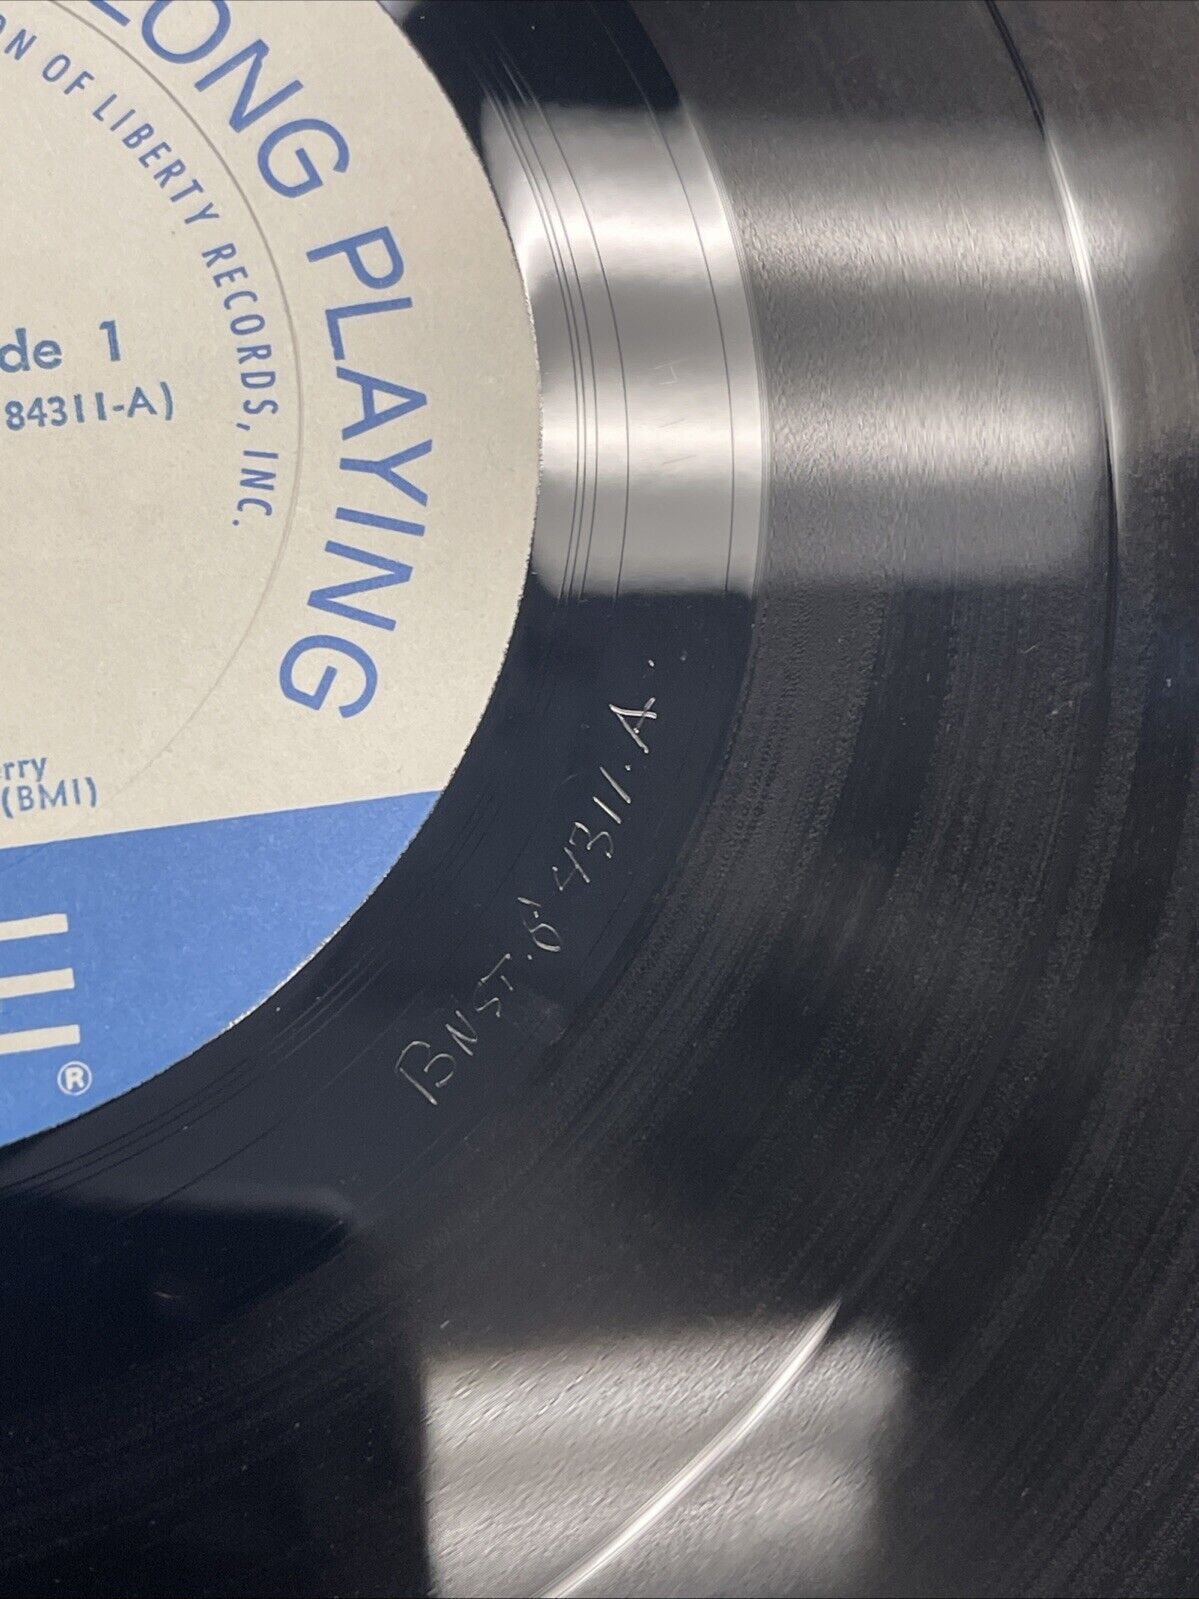 LONG PLAYING
ON OF LIBERTY RECORDS, INC.
de 1
84311-A)
rry
(BMI)
E
®
BNST·84311·A·